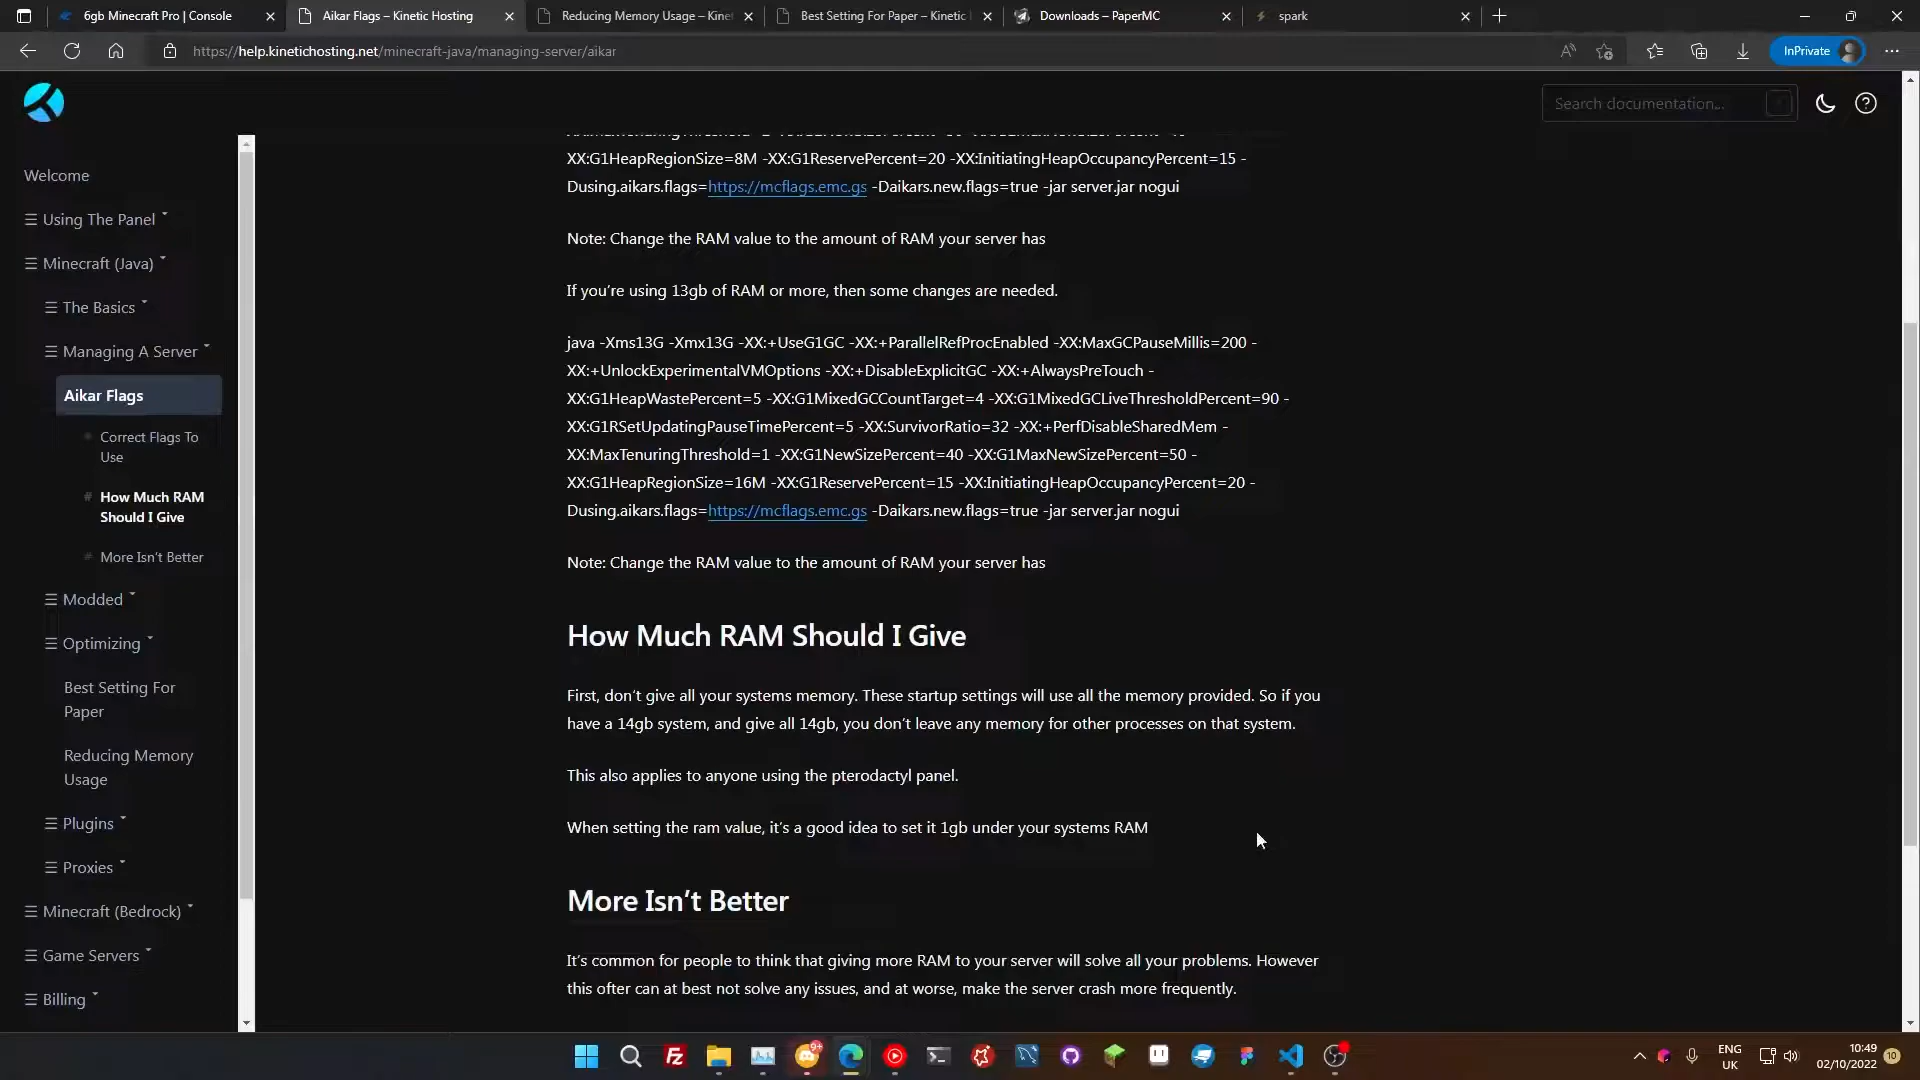 6gb Minecraft Pro | Console
Aikar Flags – Kinetic Hosting
Reducing Memory Usage – Kine
Best Setting For Paper – Kinetic
Downloads – PaperMC
spark
https://help.kinetichosting.net/minecraft-java/managing-server/aikar
InPrivate
Search documentation...
Welcome
Using The Panel
Minecraft (Java)
The Basics
Managing A Server
Aikar Flags
Correct Flags To
Use
# How Much RAM
Should I Give
# More Isn't Better
Modded
Optimizing
Best Setting For
Paper
Reducing Memory
Usage
Plugins
Proxies
Minecraft (Bedrock)
Game Servers
Billing
XX:G1HeapRegionSize=8M -XX:G1ReservePercent=20 -XX:InitiatingHeapOccupancyPercent=15 -
Dusing.aikars.flags=https://mcflags.emc.gs -Daikars.new.flags=true -jar server.jar nogui
Note: Change the RAM value to the amount of RAM your server has
If you’re using 13gb of RAM or more, then some changes are needed.
java -Xms13G -Xmx13G -XX:+UseG1GC -XX:+ParallelRefProcEnabled -XX:MaxGCPauseMillis=200 -
XX:+UnlockExperimentalVMOptions -XX:+DisableExplicitGC -XX:+AlwaysPreTouch -
XX:G1HeapWastePercent=5 -XX:G1MixedGCCountTarget=4 -XX:G1MixedGCLiveThresholdPercent=90 -
XX:G1RSetUpdatingPauseTimePercent=5 -XX:SurvivorRatio=32 -XX:+PerfDisableSharedMem -
XX:MaxTenuringThreshold=1 -XX:G1NewSizePercent=40 -XX:G1MaxNewSizePercent=50 -
XX:G1HeapRegionSize=16M -XX:G1ReservePercent=15 -XX:InitiatingHeapOccupancyPercent=20 -
Dusing.aikars.flags=https://mcflags.emc.gs -Daikars.new.flags=true -jar server.jar nogui
Note: Change the RAM value to the amount of RAM your server has
How Much RAM Should I Give
First, don’t give all your systems memory. These startup settings will use all the memory provided. So if you
have a 14gb system, and give all 14gb, you don’t leave any memory for other processes on that system.
This also applies to anyone using the pterodactyl panel.
When setting the ram value, it’s a good idea to set it 1gb under your systems RAM
More Isn’t Better
It’s common for people to think that giving more RAM to your server will solve all your problems. However
this ofter can at best not solve any issues, and at worse, make the server crash more frequently.
9+
ENG
UK
10:49
02/10/2022
10